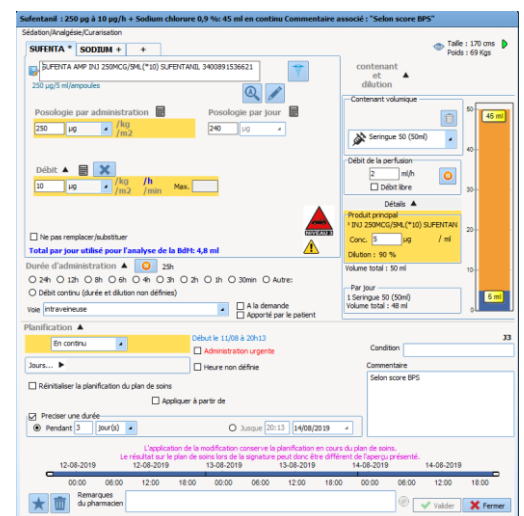 Sufentanil : 250 µg à 10 µg/h + Sodium chlorure 0,9 %: 45 ml en continu Commentaire associé : "Selon score BPS"
Sédation/Analgésie/Curarisation
SUFENTA * SODIUM + +
Taille : 170 cms
Poids : 69 Kgs
SUFENTA AMP INJ 250MCG/5ML(*10) SUFENTANIL 3400891536621
250 µg/5 ml/ampoules
contenant
et
dilution
Contenant volumique
Seringue 50 (50ml)
Posologie par administration
Posologie par jour
250 µg /kg
/m2
240 µg
Débit de la perfusion
2 ml/h
Débit libre
Débit
10 µg /kg /h
/m2 /min Max.
Détails
Produit principal
INJ 250MCG/5ML(*10) SUFENTAN
Conc. 5 µg / ml
Dilution : 90 %
Volume total : 50 ml
Par jour
1 Seringue 50 (50ml)
Volume total : 48 ml
50
45 ml
40
30
20
10
5 ml
0
NIVEAU 3
Ne pas remplacer/substituer
Total par jour utilisé pour l'analyse de la BdM: 4,8 ml
Durée d'administration 25h
24h 12h 8h 6h 4h 3h 2h 1h 30min Autre:
Débit continu (durée et dilution non définies)
Voie intraveineuse
A la demande
Apporté par le patient
Planification
J3
En continu
Début le 11/08 à 20h13
Administration urgente
Heure non définie
Condition
Jours...
Commentaire
Selon score BPS
Réinitialiser la planification du plan de soins
Appliquer à partir de
Preciser une durée
Pendant 3 jour(s)
Jusque 20:13 14/08/2019
L'application de la modification conserve la planification en cours du plan de soins.
Le résultat sur le plan de soins lors de la signature peut donc être différent de l'aperçu présenté.
12-08-2019 12-08-2019 13-08-2019 13-08-2019 14-08-2019 14-08-2019
00:00 06:00 12:00 18:00 00:00 06:00 12:00 18:00 00:00 06:00 12:00 18:00
Remarques
du pharmacien
Valider
Fermer